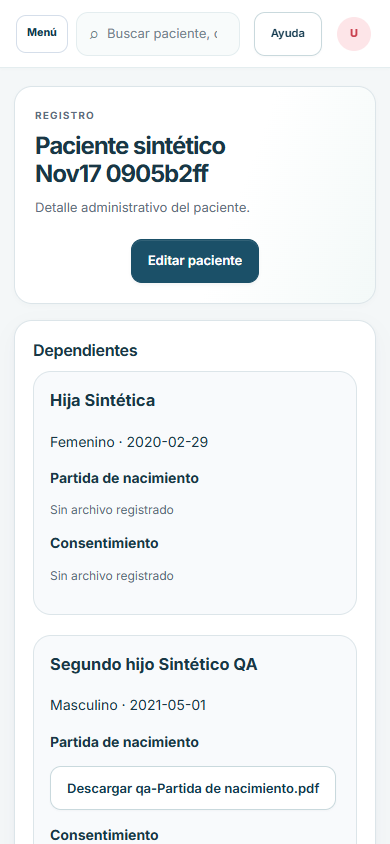 Menú
Buscar paciente, c
Ayuda
U
REGISTRO
Paciente sintético
Nov17 0905b2ff
Detalle administrativo del paciente.
Editar paciente
Dependientes
Hija Sintética
Femenino · 2020-02-29
Partida de nacimiento
Sin archivo registrado
Consentimiento
Sin archivo registrado
Segundo hijo Sintético QA
Masculino · 2021-05-01
Partida de nacimiento
Descargar qa-Partida de nacimiento.pdf
Consentimiento